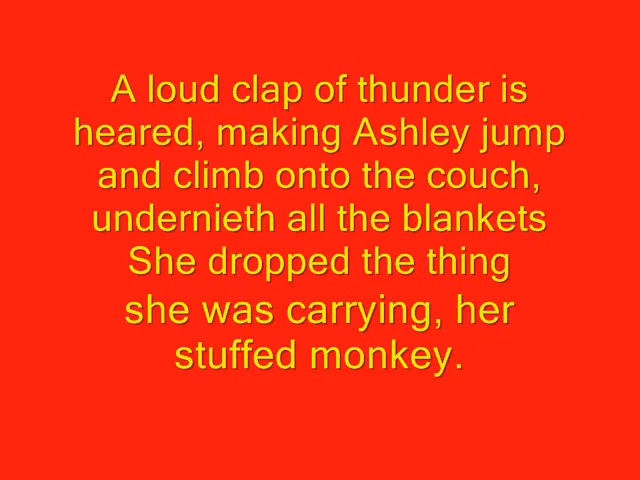 A loud clap of thunder is
heared, making Ashley jump
and climb onto the couch,
undernieth all the blankets
She dropped the thing
she was carrying, her
stuffed monkey.